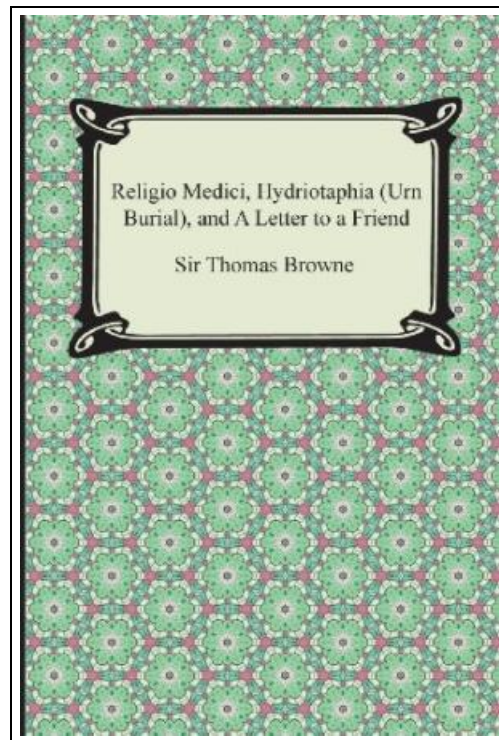 Religio Medici, Hydriotaphia (Urn
Burial), and A Letter to a Friend
Sir Thomas Browne